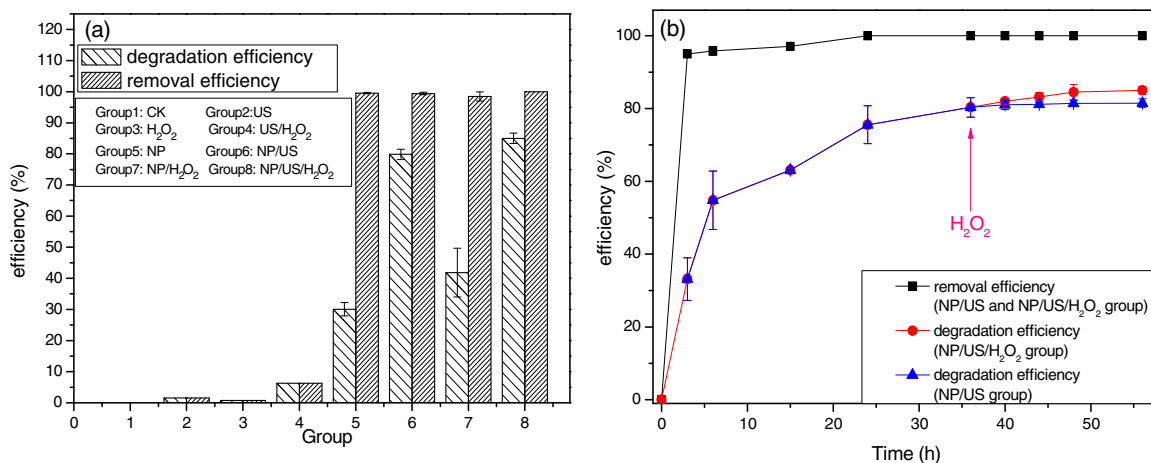 (a)
degradation efficiency
removal efficiency
Group1: CK Group2:US
Group3: H₂O₂ Group4: US/H₂O₂
Group5: NP Group6: NP/US
Group7: NP/H₂O₂ Group8: NP/US/H₂O₂
efficiency (%)
120
110
100
90
80
70
60
50
40
30
20
10
0
0 1 2 3 4 5 6 7 8
Group
(b)
efficiency (%)
100
80
60
40
20
0
H₂O₂
removal efficiency
(NP/US and NP/US/H₂O₂ group)
degradation efficiency
(NP/US/H₂O₂ group)
degradation efficiency
(NP/US group)
0 10 20 30 40 50
Time (h)